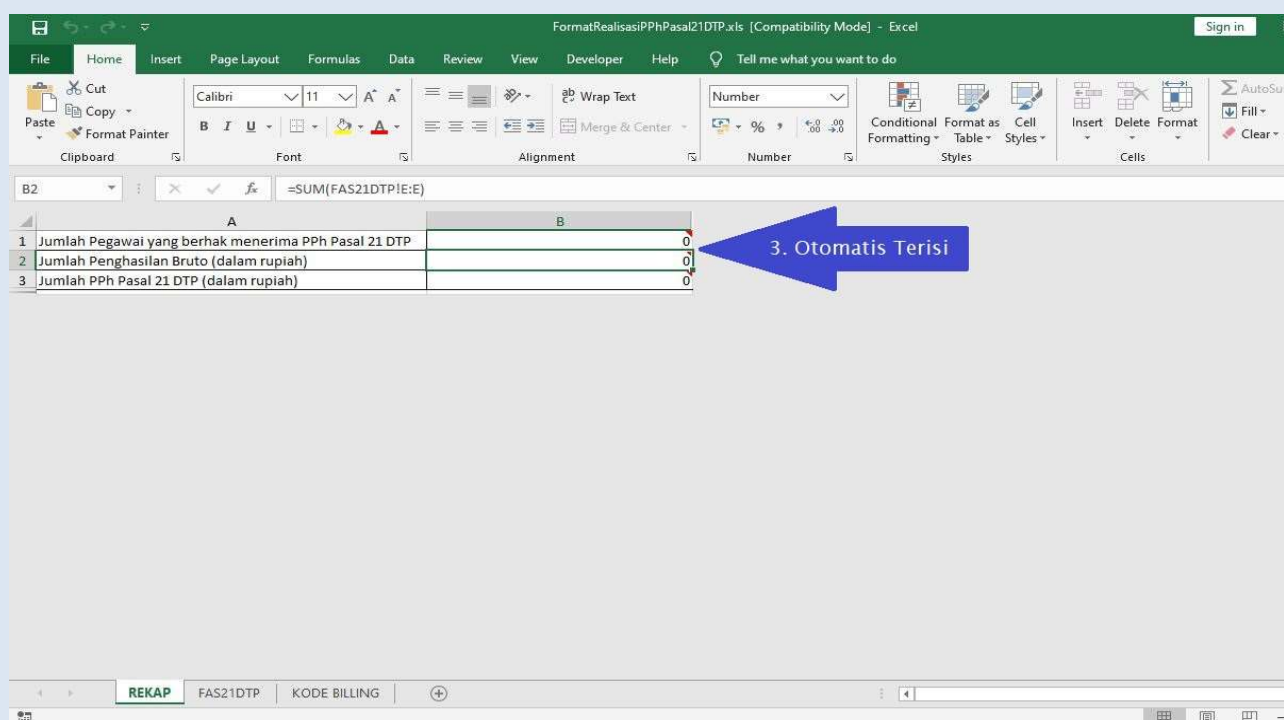 FormatRealisasiPPhPasal21DTP.xls [Compatibility Mode] - Excel
Sign in
File Home Insert Page Layout Formulas Data Review View Developer Help Tell me what you want to do
Cut
Copy
Format Painter
Paste
Clipboard
Calibri 11 A A
B I U A
Font
Wrap Text
Merge & Center
Alignment
Number
% , .00 .0
Number
Conditional Formatting
Format as Table
Cell Styles
Styles
Insert Delete Format
Cells
AutoSu
Fill
Clear
B2 fx =SUM(FAS21DTP!E:E)
A B
1 Jumlah Pegawai yang berhak menerima PPh Pasal 21 DTP 0
2 Jumlah Penghasilan Bruto (dalam rupiah) 0
3 Jumlah PPh Pasal 21 DTP (dalam rupiah) 0
3. Otomatis Terisi
REKAP FAS21DTP KODE BILLING